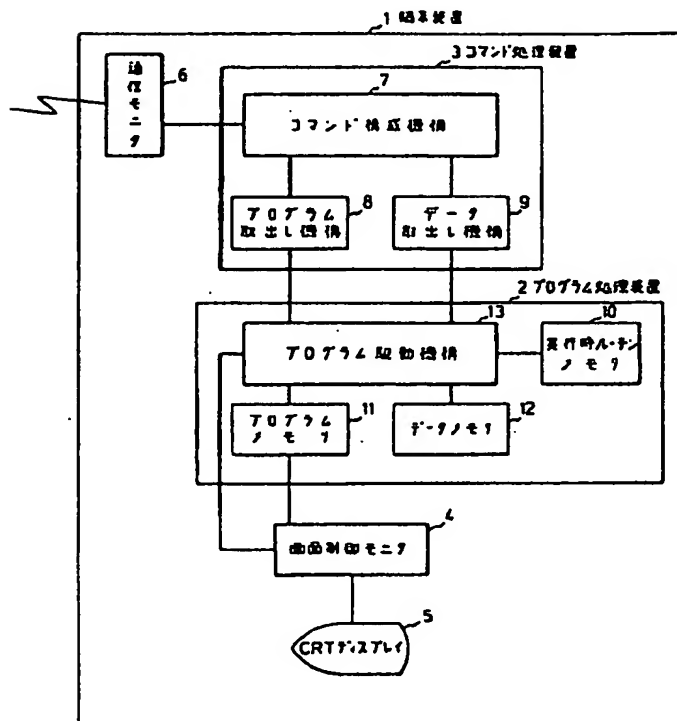 1 端末装置
通信モニタ
6
3 コマンド処理装置
7
コマンド構成機構
プログラム
取出し機構
8
データ
取出し機構
9
2 プログラム処理装置
13
プログラム駆動機構
10
実行時ルーチン
メモリ
プログラム
メモリ
11
データメモリ
12
4
画面制御モニタ
5
CRTディスプレイ